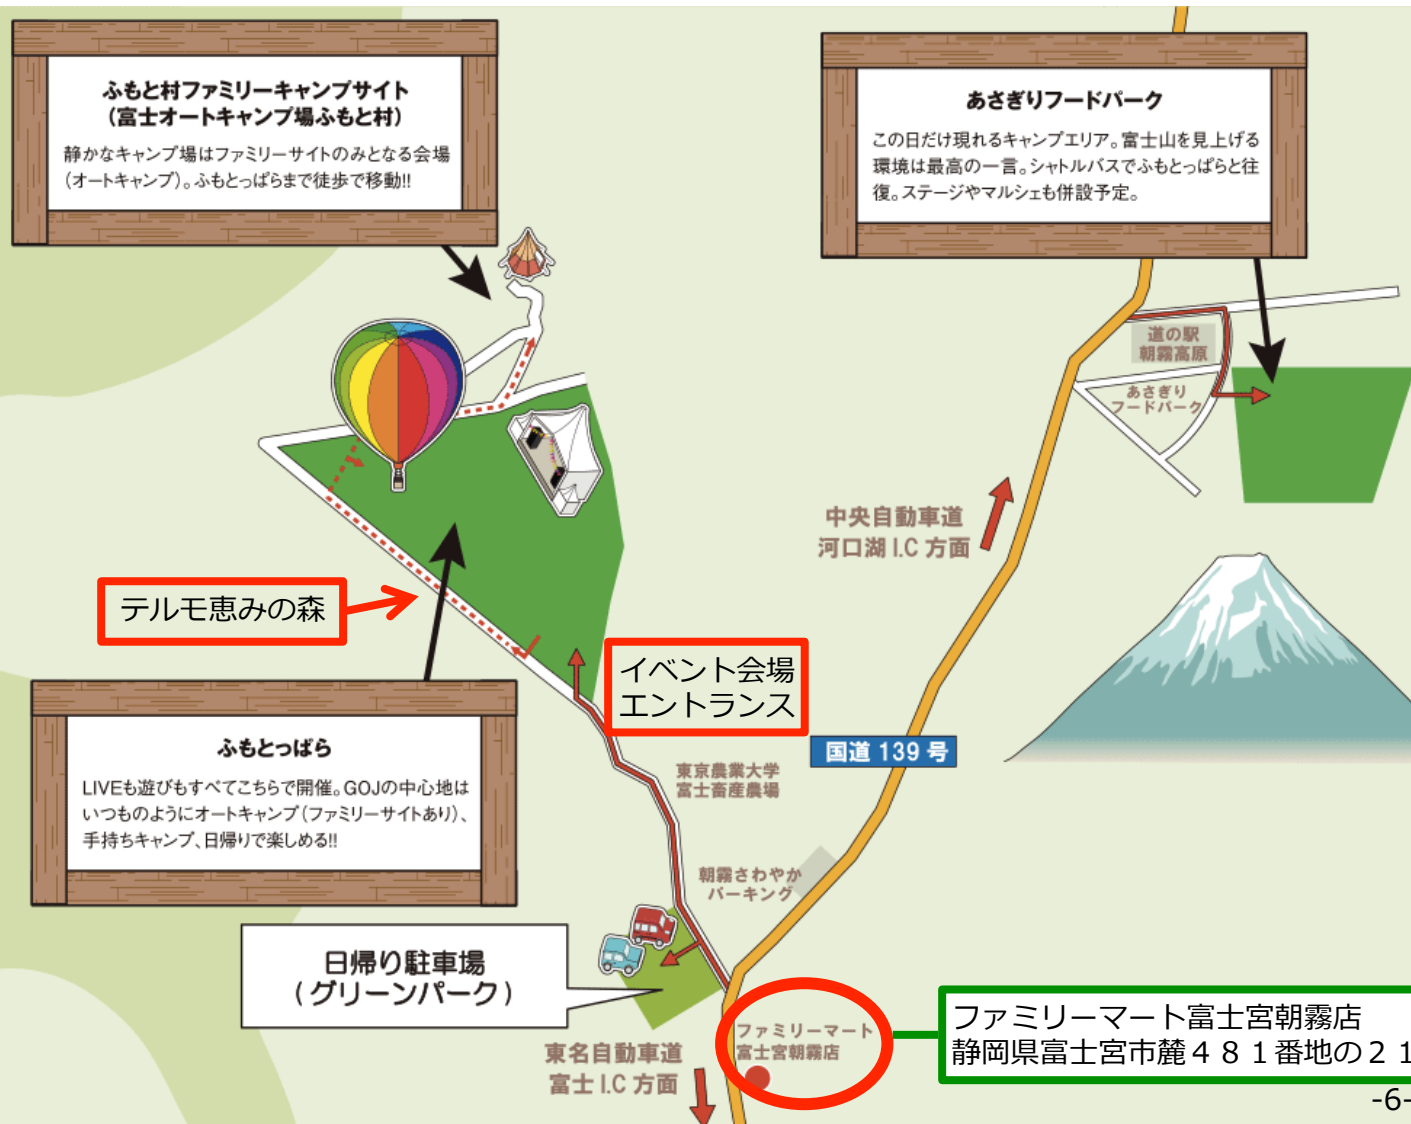 ふもと村ファミリーキャンプサイト
(富士オートキャンプ場ふもと村)
静かなキャンプ場はファミリーサイトのみとなる会場
(オートキャンプ)。ふもとっぱらまで徒歩で移動!!
あさぎりフードパーク
この日だけ現れるキャンプエリア。富士山を見上げる
環境は最高の一言。シャトルバスでふもとっぱらと往
復。ステージやマルシェも併設予定。
道の駅
朝霧高原
あさぎり
フードパーク
中央自動車道
河口湖 I.C 方面
テルモ恵みの森
イベント会場
エントランス
ふもとっぱら
LIVEも遊びもすべてこちらで開催。GOJの中心地は
いつものようにオートキャンプ(ファミリーサイトあり)、
手持ちキャンプ、日帰りで楽しめる!!
国道 139 号
東京農業大学
富士畜産農場
朝霧さわやか
パーキング
日帰り駐車場
(グリーンパーク)
ファミリーマート
富士宮朝霧店
ファミリーマート富士宮朝霧店
静岡県富士宮市麓481番地の21
東名自動車道
富士 I.C 方面
-6-